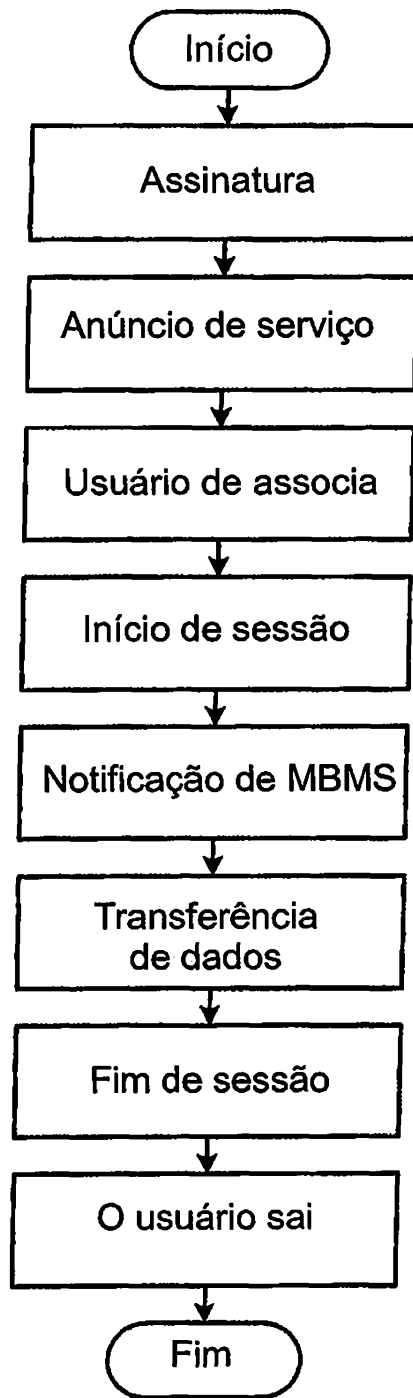 Início
Assinatura
Anúncio de serviço
Usuário de associa
Início de sessão
Notificação de MBMS
Transferência
de dados
Fim de sessão
O usuário sai
Fim